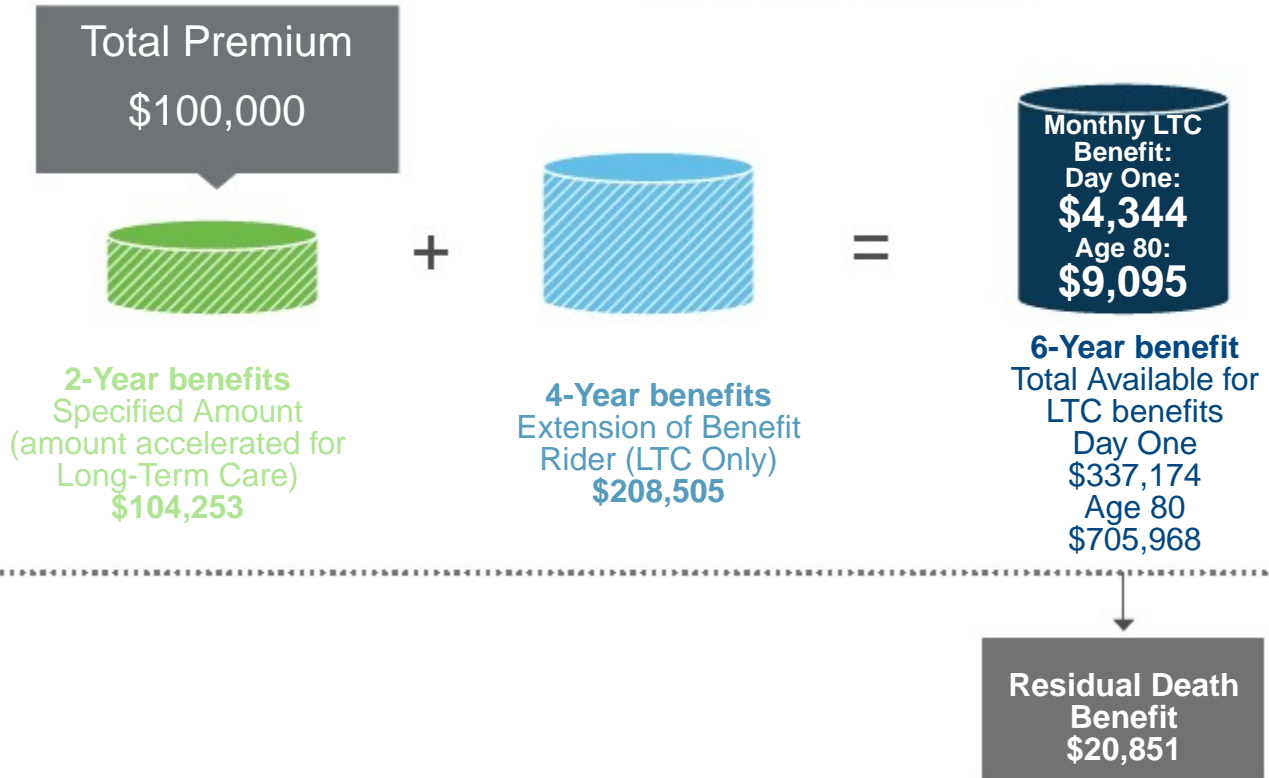 Total Premium
$100,000
+
=
Monthly LTC
Benefit:
Day One:
$4,344
Age 80:
$9,095
2-Year benefits
Specified Amount
(amount accelerated for
Long-Term Care)
$104,253
4-Year benefits
Extension of Benefit
Rider (LTC Only)
$208,505
6-Year benefit
Total Available for
LTC benefits
Day One
$337,174
Age 80
$705,968
Residual Death
Benefit
$20,851